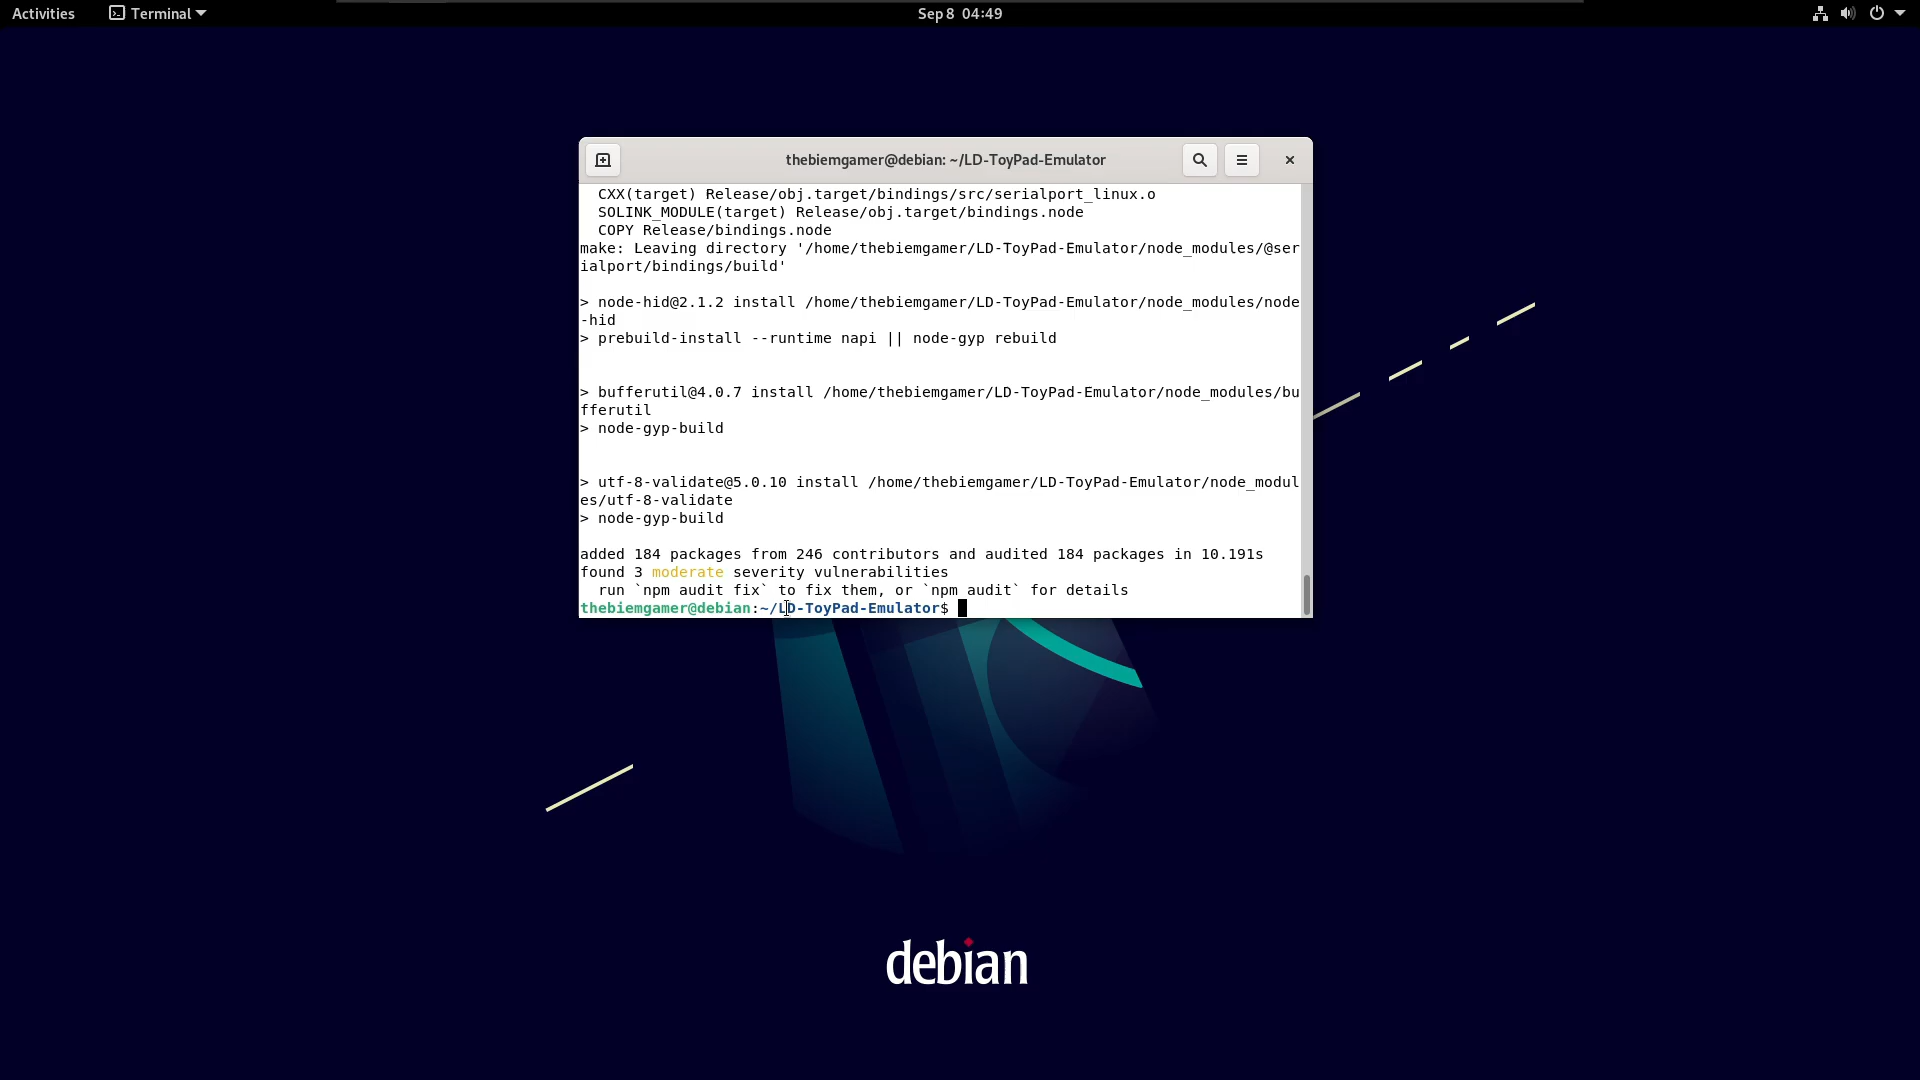 Activities
Terminal
Sep 8 04:49
thebiemgamer@debian: ~/LD-ToyPad-Emulator
CXX(target) Release/obj.target/bindings/src/serialport_linux.o
SOLINK_MODULE(target) Release/obj.target/bindings.node
COPY Release/bindings.node
make: Leaving directory '/home/thebiemgamer/LD-ToyPad-Emulator/node_modules/@ser
ialport/bindings/build'
> node-hid@2.1.2 install /home/thebiemgamer/LD-ToyPad-Emulator/node_modules/node
-hid
> prebuild-install --runtime napi || node-gyp rebuild
> bufferutil@4.0.7 install /home/thebiemgamer/LD-ToyPad-Emulator/node_modules/bu
fferutil
> node-gyp-build
> utf-8-validate@5.0.10 install /home/thebiemgamer/LD-ToyPad-Emulator/node_modul
es/utf-8-validate
> node-gyp-build
added 184 packages from 246 contributors and audited 184 packages in 10.191s
found 3 moderate severity vulnerabilities
run `npm audit fix` to fix them, or `npm audit` for details
thebiemgamer@debian:~/LD-ToyPad-Emulator$
debian